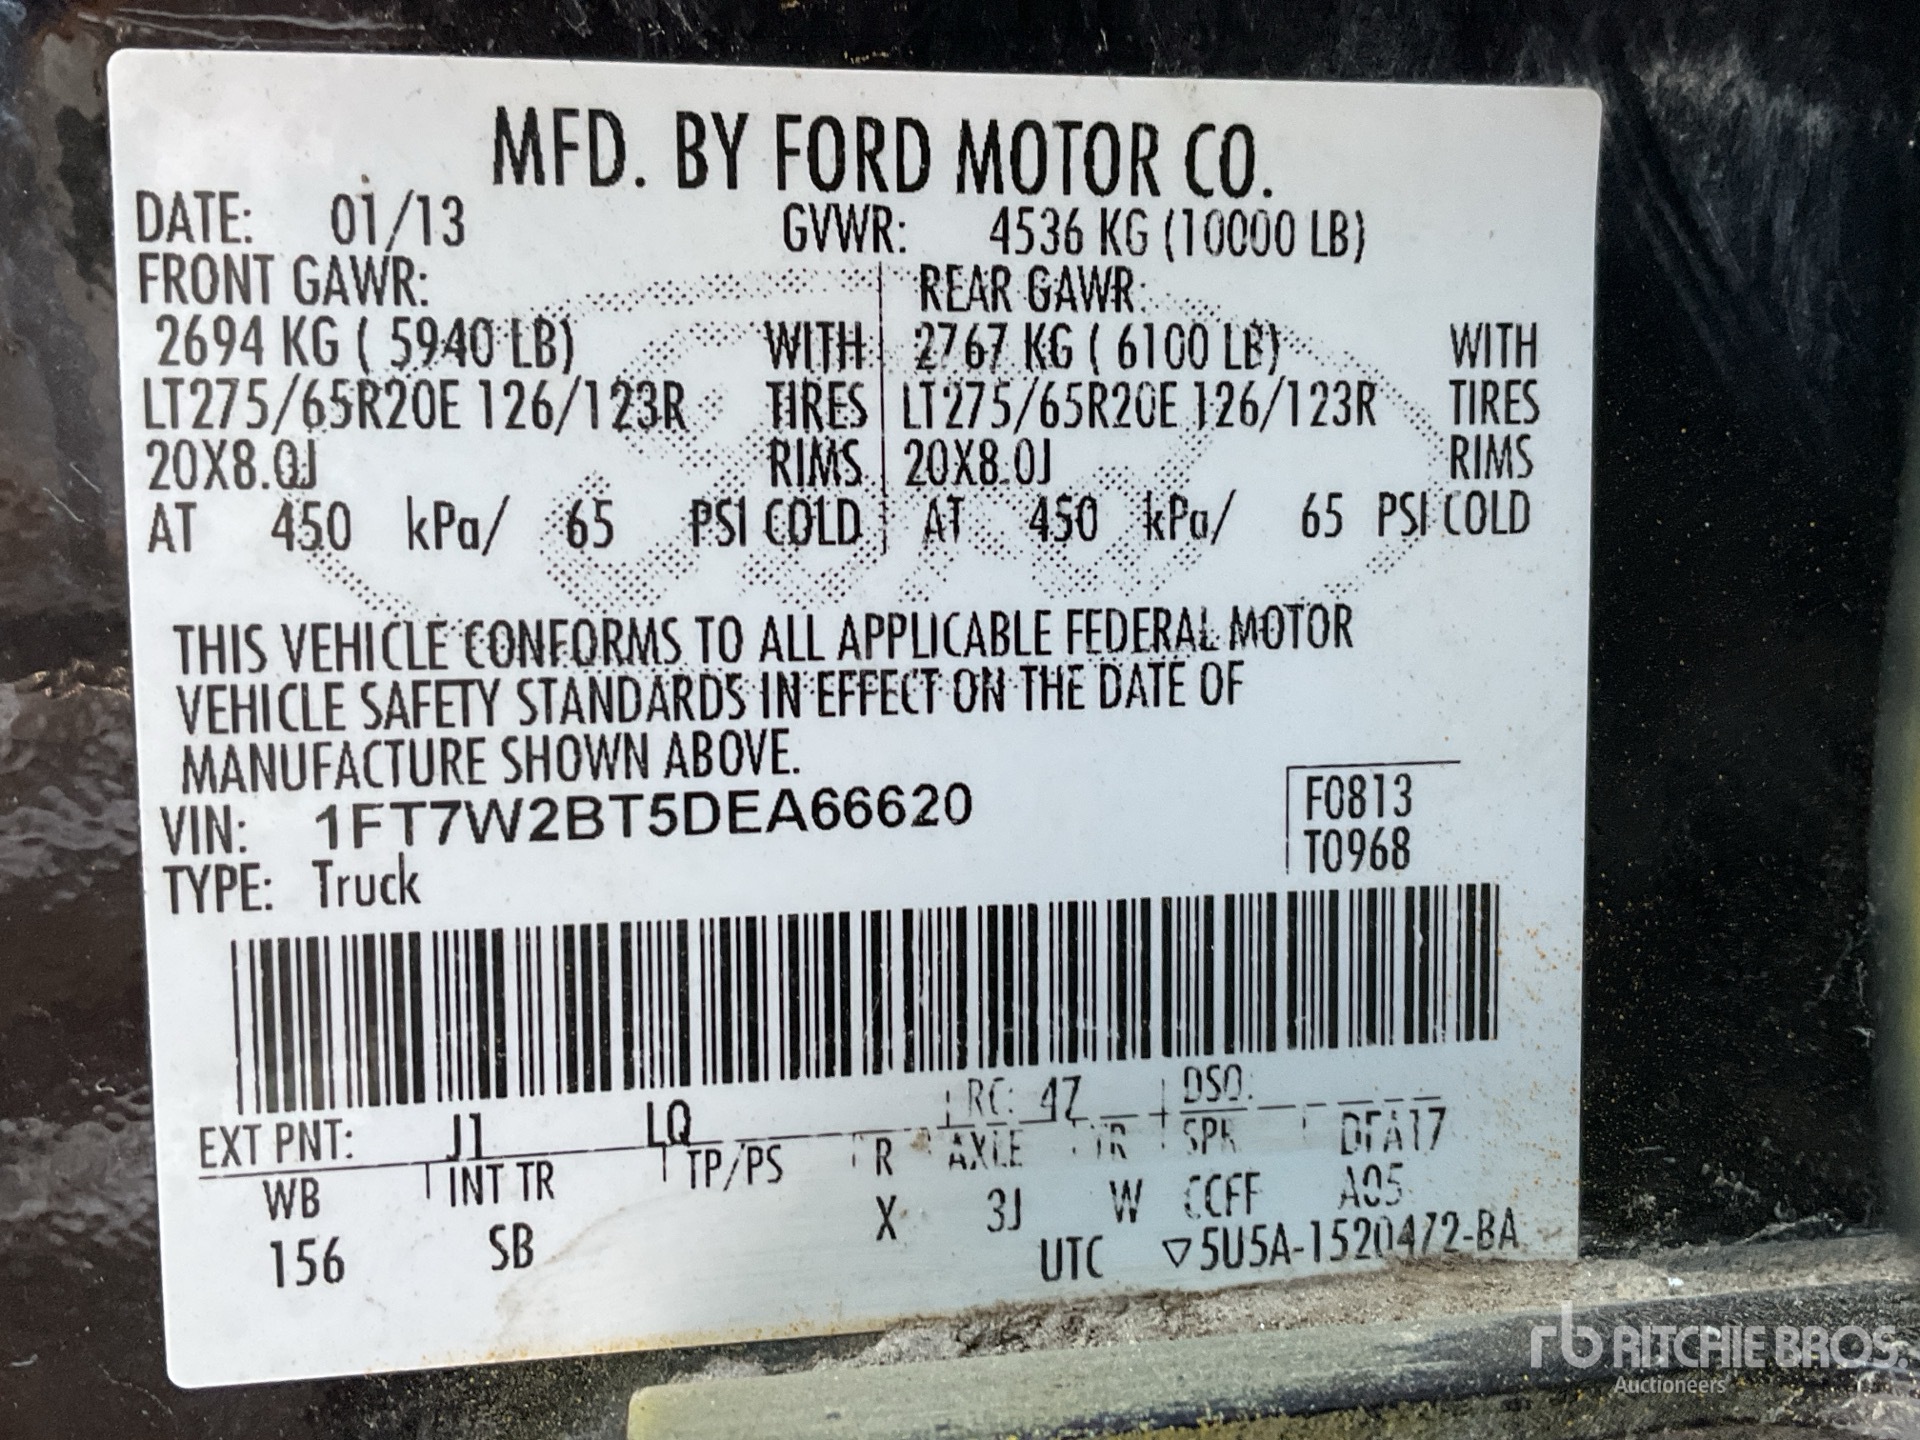 MFD. BY FORD MOTOR CO.
DATE: 01/13 GVWR: 4536 KG (10000 LB)
FRONT GAWR: REAR GAWR:
2694 KG ( 5940 LB) WITH 2767 KG ( 6100 LB) WITH
LT275/65R20E 126/123R TIRES LT275/65R20E 126/123R TIRES
20X8.0J RIMS 20X8.0J RIMS
AT 450 kPa/ 65 PSI COLD AT 450 kPa/ 65 PSI COLD
THIS VEHICLE CONFORMS TO ALL APPLICABLE FEDERAL MOTOR
VEHICLE SAFETY STANDARDS IN EFFECT ON THE DATE OF
MANUFACTURE SHOWN ABOVE.
VIN: 1FT7W2BT5DEA66620 F0813
TYPE: Truck T0968
EXT PNT: J1 LQ RC: 47 DSO:
WB INT TR TP/PS R AXLE TR SPR DFA17
156 SB X 3J W CCFF A05
UTC ▽5U5A-1520472-BA
rb RITCHIE BROS.
Auctioneers